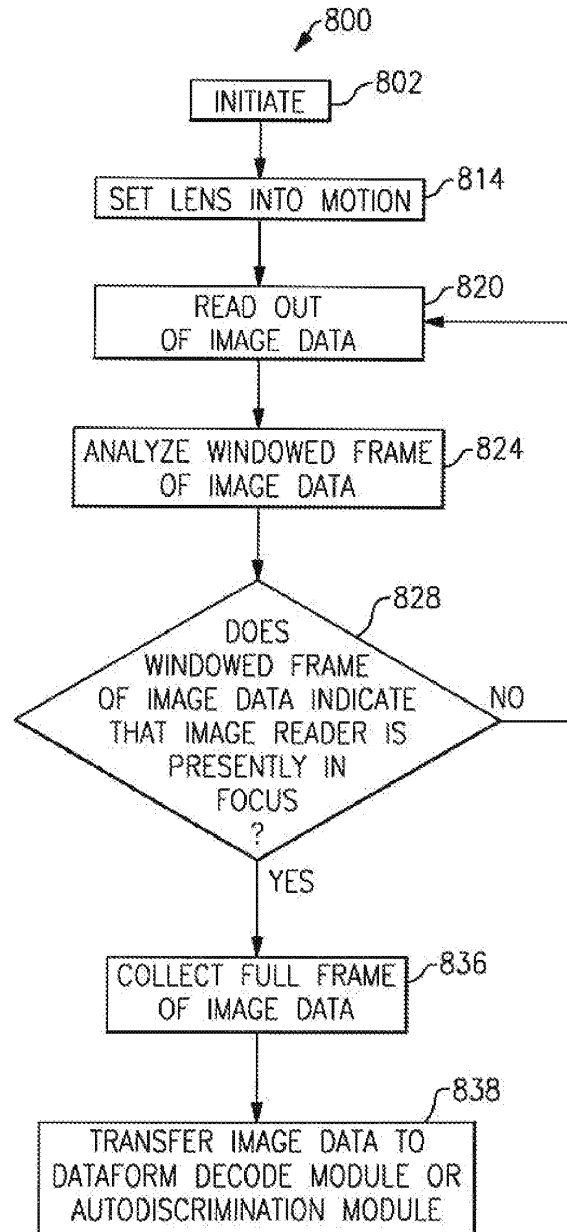 800
INITIATE
802
SET LENS INTO MOTION
814
READ OUT
OF IMAGE DATA
820
ANALYZE WINDOWED FRAME
OF IMAGE DATA
824
DOES
WINDOWED FRAME
OF IMAGE DATA INDICATE
THAT IMAGE READER IS
PRESENTLY IN
FOCUS
?
828
NO
YES
COLLECT FULL FRAME
OF IMAGE DATA
836
TRANSFER IMAGE DATA TO
DATAFORM DECODE MODULE OR
AUTODISCRIMINATION MODULE
838